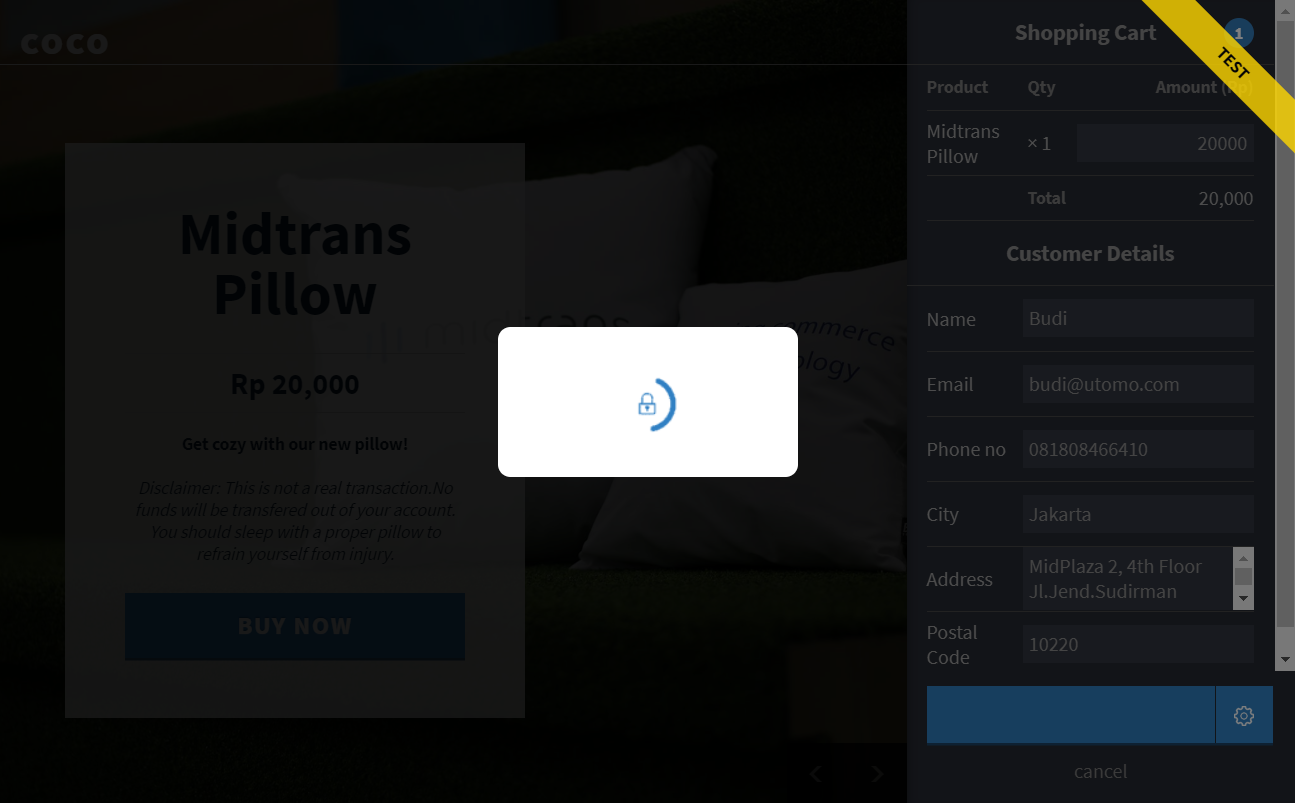 coco
Midtrans
Pillow
Rp 20,000
Get cozy with our new pillow!
Disclaimer: This is not a real transaction.No
funds will be transfered out of your account.
You should sleep with a proper pillow to
refrain yourself from injury.
BUY NOW
midtrans
commerce
Shopping Cart
1
TEST
Product Qty Amount (Rp)
Midtrans
Pillow
× 1 20000
Total 20,000
Customer Details
Name Budi
Email budi@utomo.com
Phone no 081808466410
City Jakarta
Address
MidPlaza 2, 4th Floor
Jl.Jend.Sudirman
Postal
Code
10220
cancel